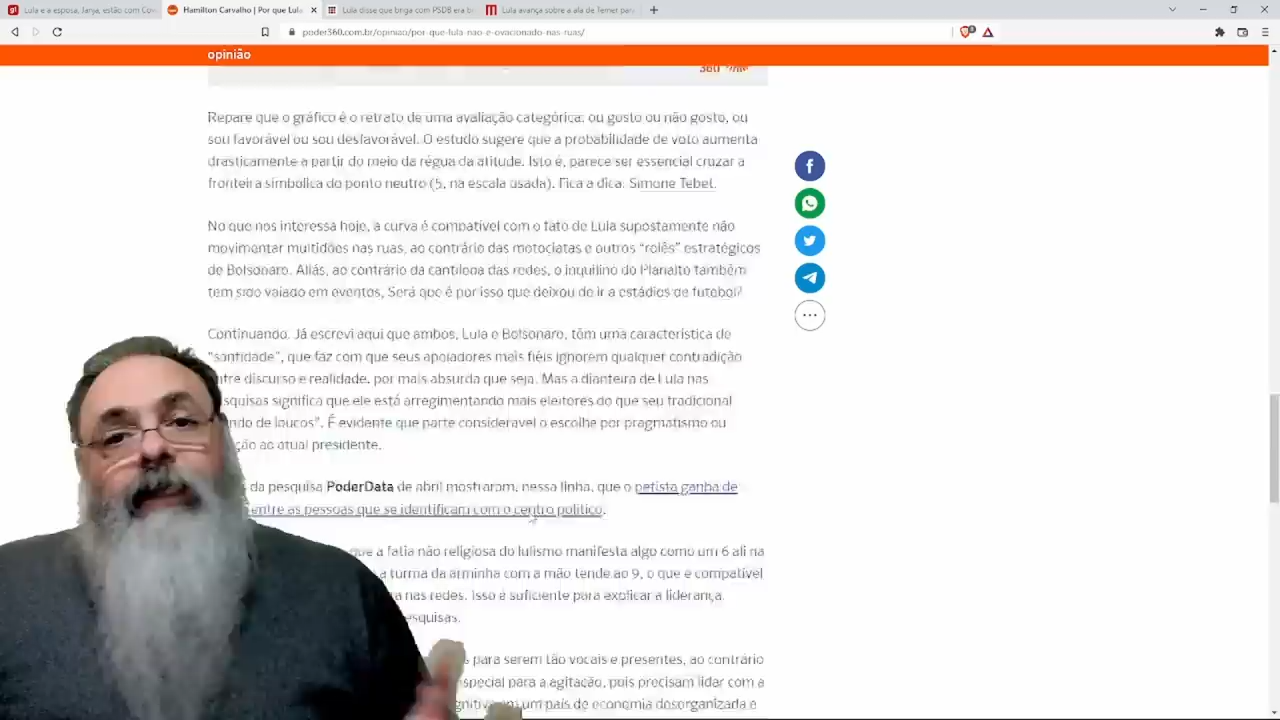 Lula e a esposa, Janja, estão com Cov
Hamilton Carvalho | Por que Lula
Lula disse que briga com PSDB era br
Lula avança sobre a ala de Temer par
poder360.com.br/opiniao/por-que-lula-nao-e-ovacionado-nas-ruas/
opinião
360
Repare que o gráfico é o retrato de uma avaliação categórica: ou gosto ou não gosto, ou
sou favorável ou sou desfavorável. O estudo sugere que a probabilidade de voto aumenta
drasticamente a partir do meio da régua da atitude. Isto é, parece ser essencial cruzar a
fronteira simbólica do ponto neutro (5, na escala usada). Fica a dica: Simone Tebet.
No que nos interessa hoje, a curva é compatível com o fato de Lula supostamente não
movimentar multidões nas ruas, ao contrário das motociatas e outros “rolês” estratégicos
de Bolsonaro. Aliás, ao contrário da cantilena das redes, o inquilino do Planalto também
tem sido vaiado em eventos. Será que é por isso que deixou de ir a estádios de futebol?
Continuando. Já escrevi aqui que ambos, Lula e Bolsonaro, têm uma característica de
“santidade”, que faz com que seus apoiadores mais fiéis ignorem qualquer contradição
entre discurso e realidade, por mais absurda que seja. Mas a dianteira de Lula nas
esquisas significa que ele está arregimentando mais eleitores do que seu tradicional
ando de loucos”. É evidente que parte considerável o escolhe por pragmatismo ou
ção ao atual presidente.
da pesquisa PoderData de abril mostraram, nessa linha, que o petista ganha de
entre as pessoas que se identificam com o centro político.
que a fatia não religiosa do lulismo manifesta algo como um 6 ali na
a turma da arminha com a mão tende ao 9, o que é compatível
ra nas redes. Isso é suficiente para explicar a liderança
esquisas.
s para serem tão vocais e presentes, ao contrário
special para a agitação, pois precisam lidar com a
gnitiva em um país de economia desorganizada e